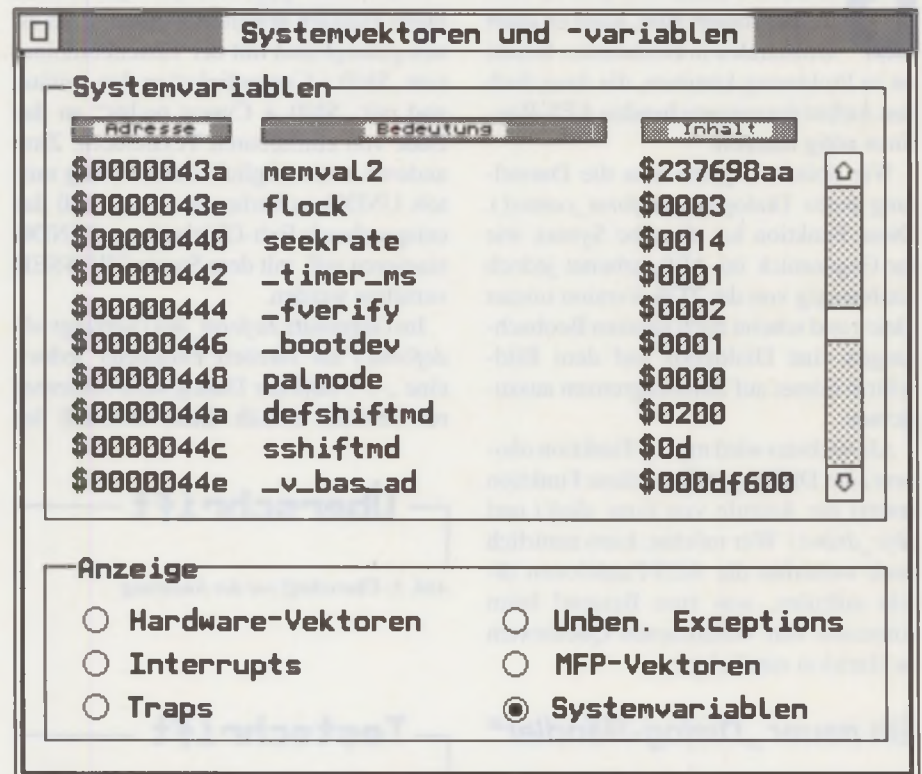 Systemvektoren und -variablen
Systemvariablen
Adresse Bedeutung Inhalt
$0000043a memval2 $237698aa
$0000043e flock $0003
$00000440 seekrate $0014
$00000442 _timer_ms $0001
$00000444 _fverify $0002
$00000446 _bootdev $0001
$00000448 palmode $0000
$0000044a defshiftmd $0200
$0000044c sshiftmd $0d
$0000044e _v_bas_ad $000df600
Anzeige
Hardware-Vektoren Unben. Exceptions
Interrupts MFP-Vektoren
Traps Systemvariablen